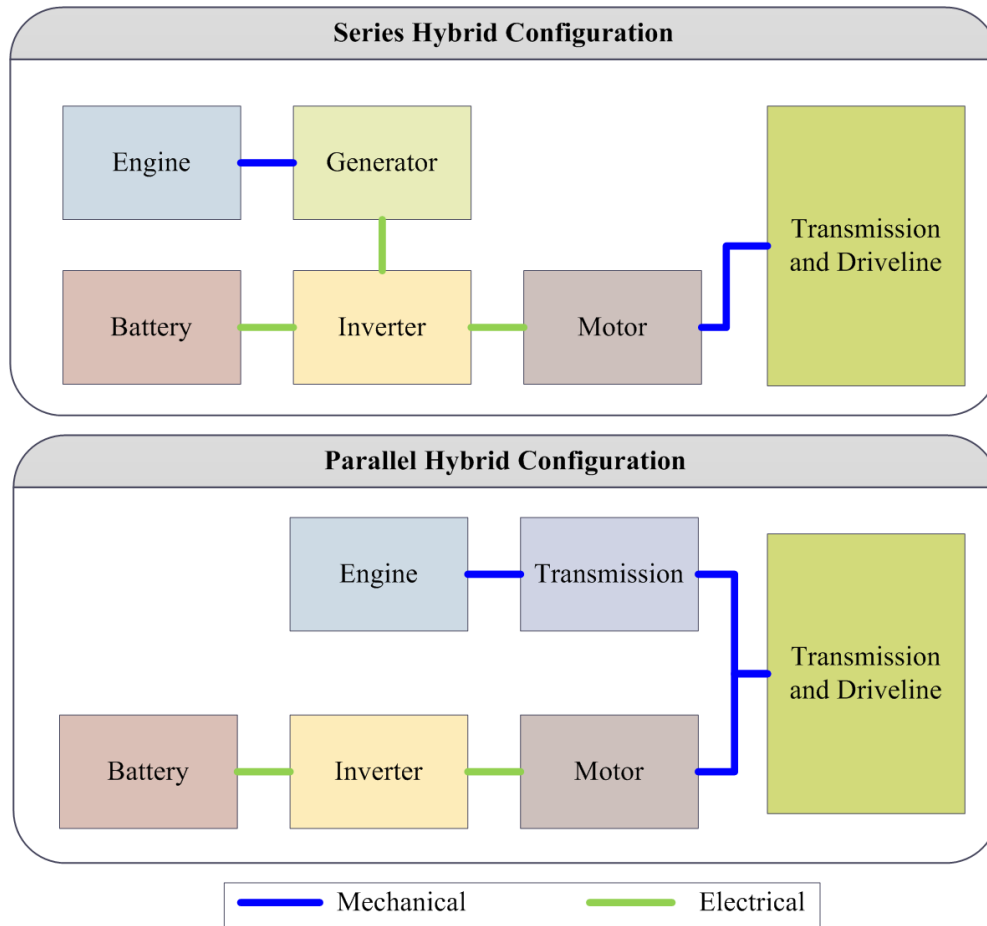 Series Hybrid Configuration
Engine
Generator
Transmission
and Driveline
Battery
Inverter
Motor
Parallel Hybrid Configuration
Engine
Transmission
Transmission
and Driveline
Battery
Inverter
Motor
Mechanical
Electrical